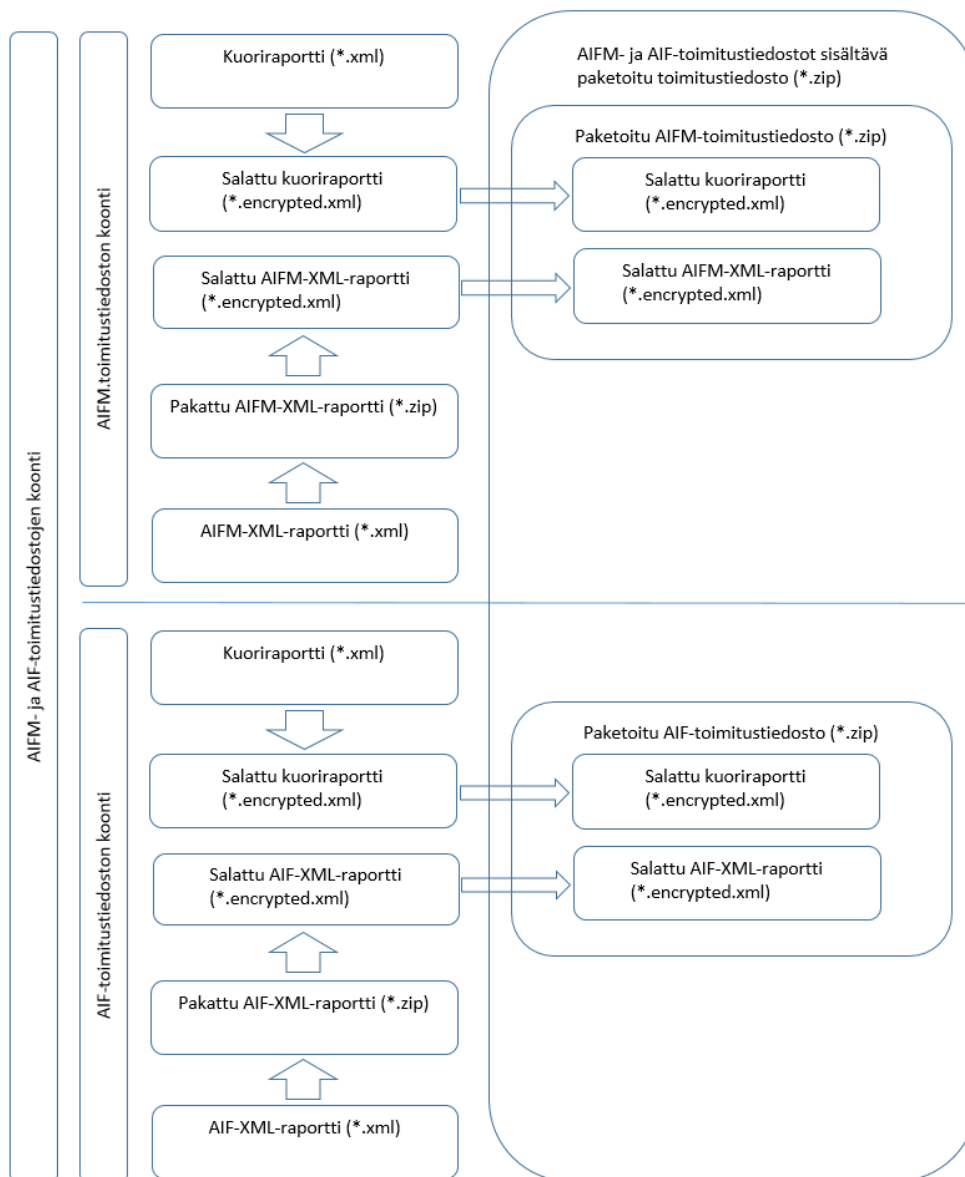 AIFM- ja AIF-toimitustiedostojen koonti
AIFM.toimitustiedoston koonti
Kuoriraportti (*.xml)
Salattu kuoriraportti
(*.encrypted.xml)
Salattu AIFM-XML-raportti
(*.encrypted.xml)
Pakattu AIFM-XML-raportti (*.zip)
AIFM-XML-raportti (*.xml)
AIFM- ja AIF-toimitustiedostot sisältävä
paketoitu toimitustiedosto (*.zip)
Paketoitu AIFM-toimitustiedosto (*.zip)
Salattu kuoriraportti
(*.encrypted.xml)
Salattu AIFM-XML-raportti
(*.encrypted.xml)
AIF-toimitustiedoston koonti
Kuoriraportti (*.xml)
Salattu kuoriraportti
(*.encrypted.xml)
Salattu AIF-XML-raportti
(*.encrypted.xml)
Pakattu AIF-XML-raportti (*.zip)
AIF-XML-raportti (*.xml)
Paketoitu AIF-toimitustiedosto (*.zip)
Salattu kuoriraportti
(*.encrypted.xml)
Salattu AIF-XML-raportti
(*.encrypted.xml)